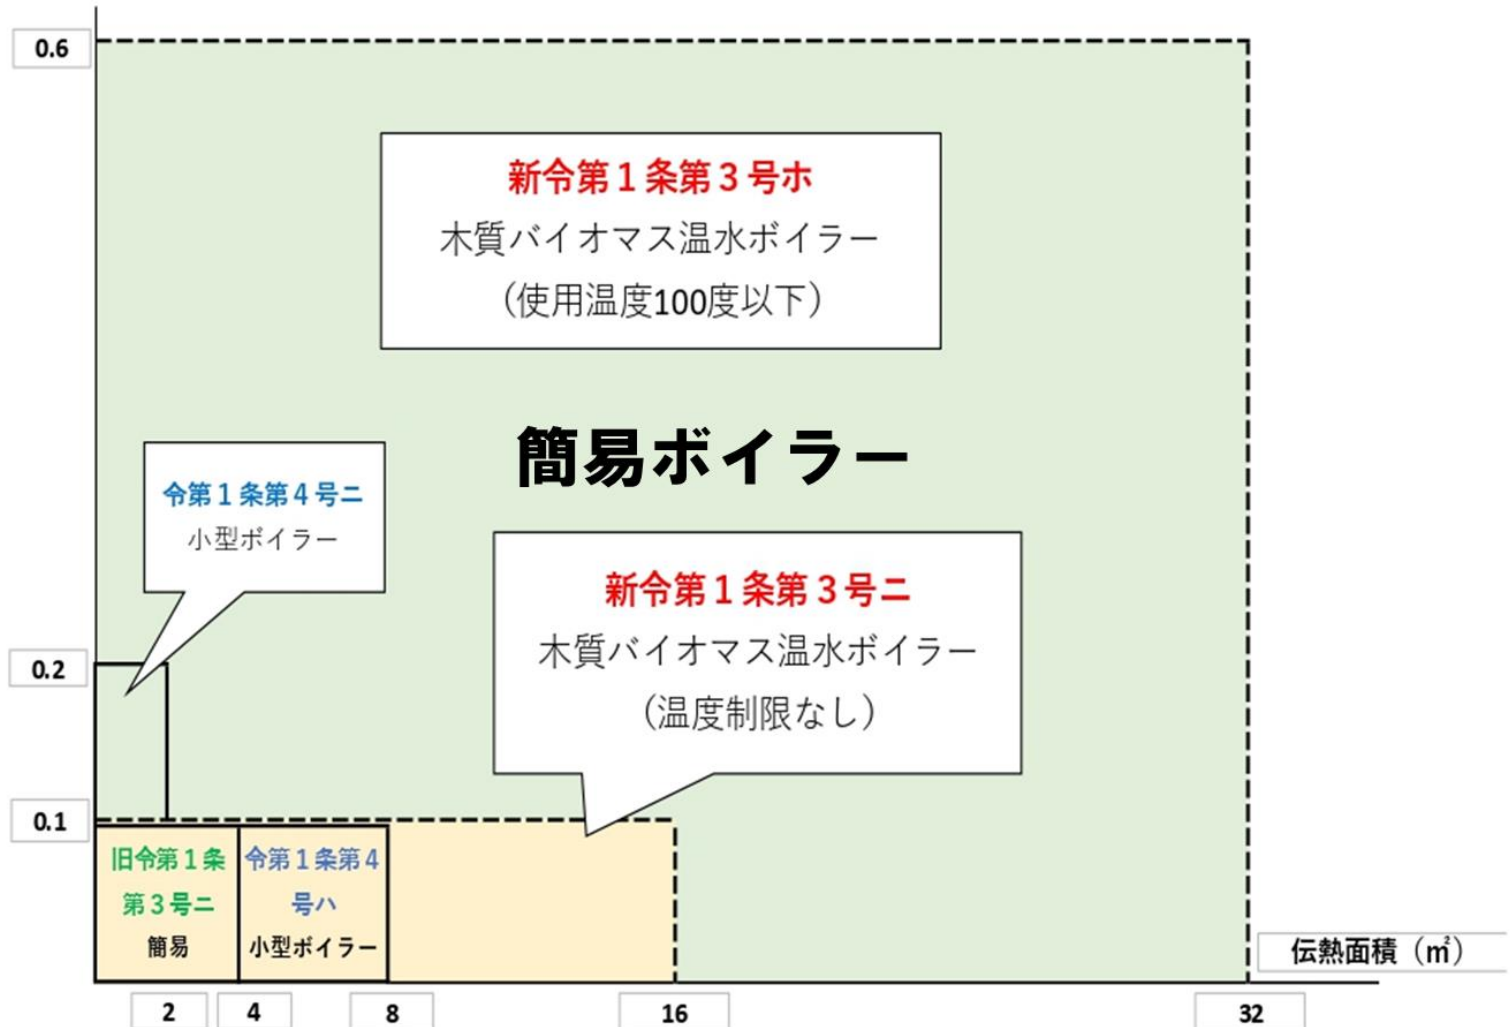 0.6
新令第１条第３号ホ
木質バイオマス温水ボイラー
（使用温度100度以下）
簡易ボイラー
令第１条第４号ニ
小型ボイラー
新令第１条第３号ニ
木質バイオマス温水ボイラー
（温度制限なし）
0.2
0.1
旧令第１条
第３号ニ
簡易
令第１条第４
号ハ
小型ボイラー
伝熱面積（㎡）
2
4
8
16
32